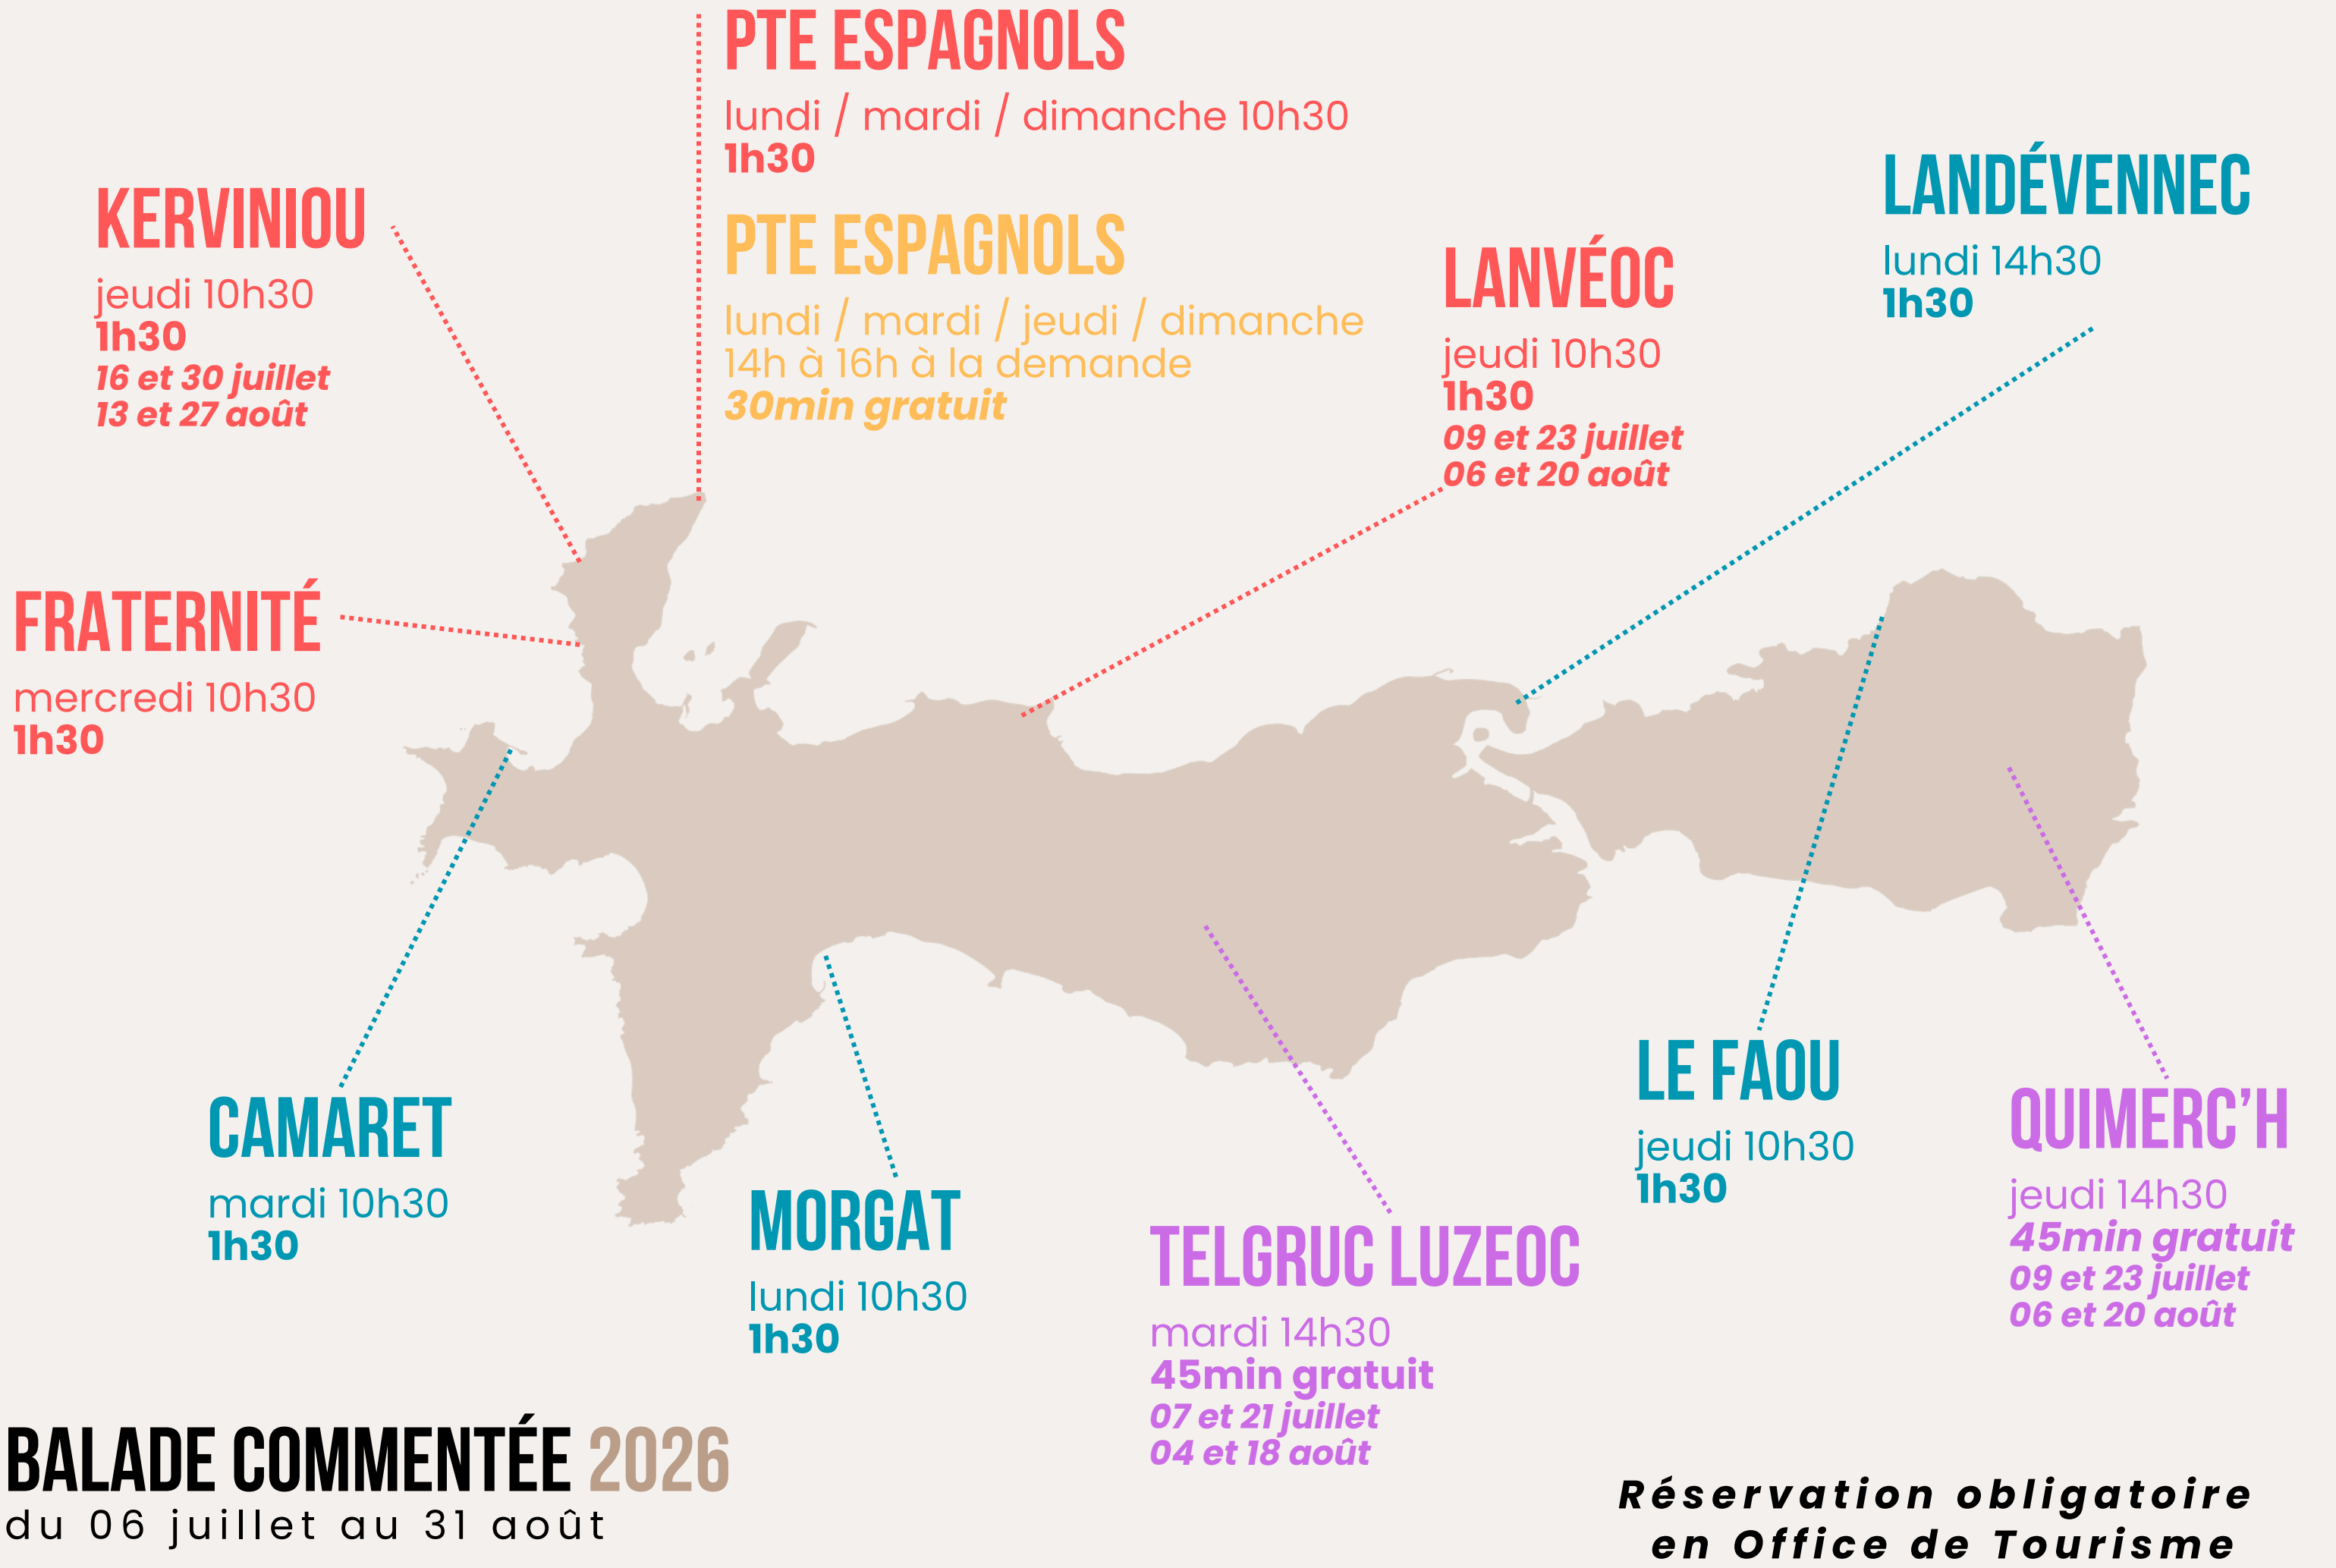 PTE ESPAGNOLS
lundi / mardi / dimanche 10h30
1h30
PTE ESPAGNOLS
lundi / mardi / jeudi / dimanche
14h à 16h à la demande
30min gratuit
KERVINIOU
jeudi 10h30
1h30
16 et 30 juillet
13 et 27 août
LANVÉOC
jeudi 10h30
1h30
09 et 23 juillet
06 et 20 août
LANDÉVENNEC
lundi 14h30
1h30
FRATERNITÉ
mercredi 10h30
1h30
CAMARET
mardi 10h30
1h30
MORGAT
lundi 10h30
1h30
TELGRUC LUZEOC
mardi 14h30
45min gratuit
07 et 21 juillet
04 et 18 août
LE FAOU
jeudi 10h30
1h30
QUIMERC’H
jeudi 14h30
45min gratuit
09 et 23 juillet
06 et 20 août
BALADE COMMENTÉE 2026
du 06 juillet au 31 août
Réservation obligatoire
en Office de Tourisme